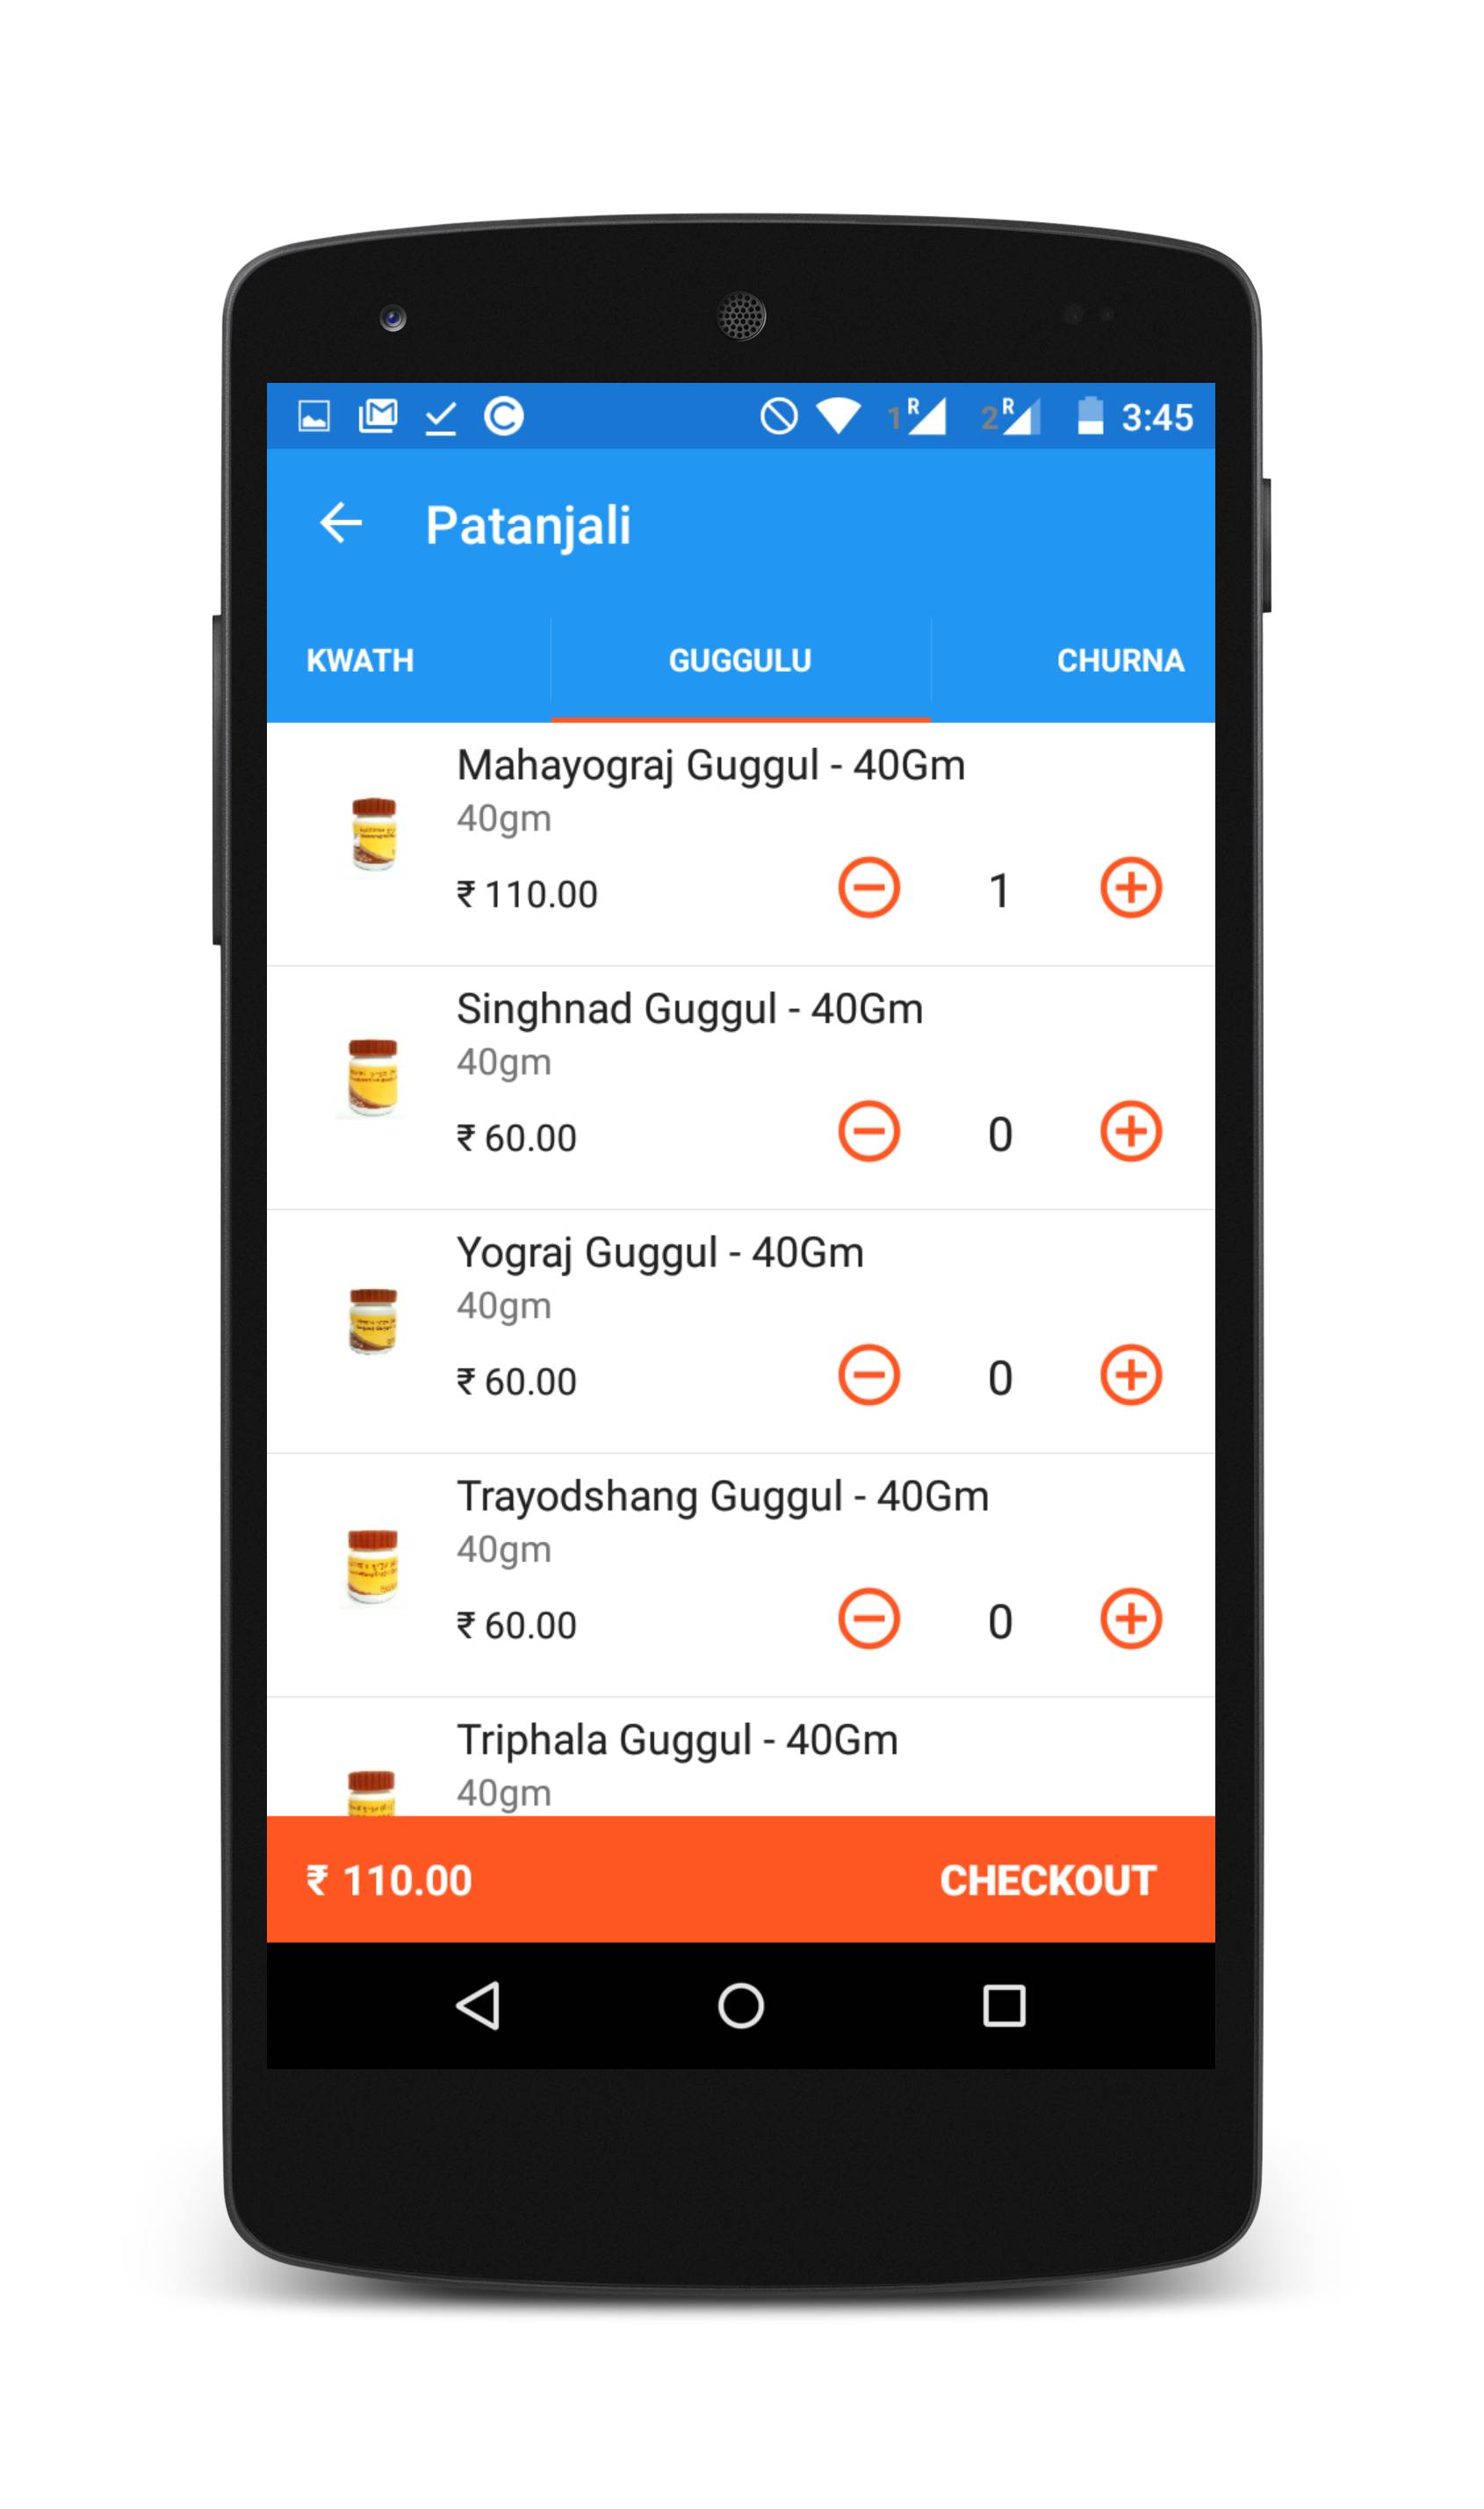 1 R 2 R 3:45
Patanjali
KWATH GUGGULU CHURNA
Mahayograj Guggul - 40Gm
40gm
₹ 110.00 1
Singhnad Guggul - 40Gm
40gm
₹ 60.00 0
Yograj Guggul - 40Gm
40gm
₹ 60.00 0
Trayodshang Guggul - 40Gm
40gm
₹ 60.00 0
Triphala Guggul - 40Gm
40gm
₹ 110.00 CHECKOUT